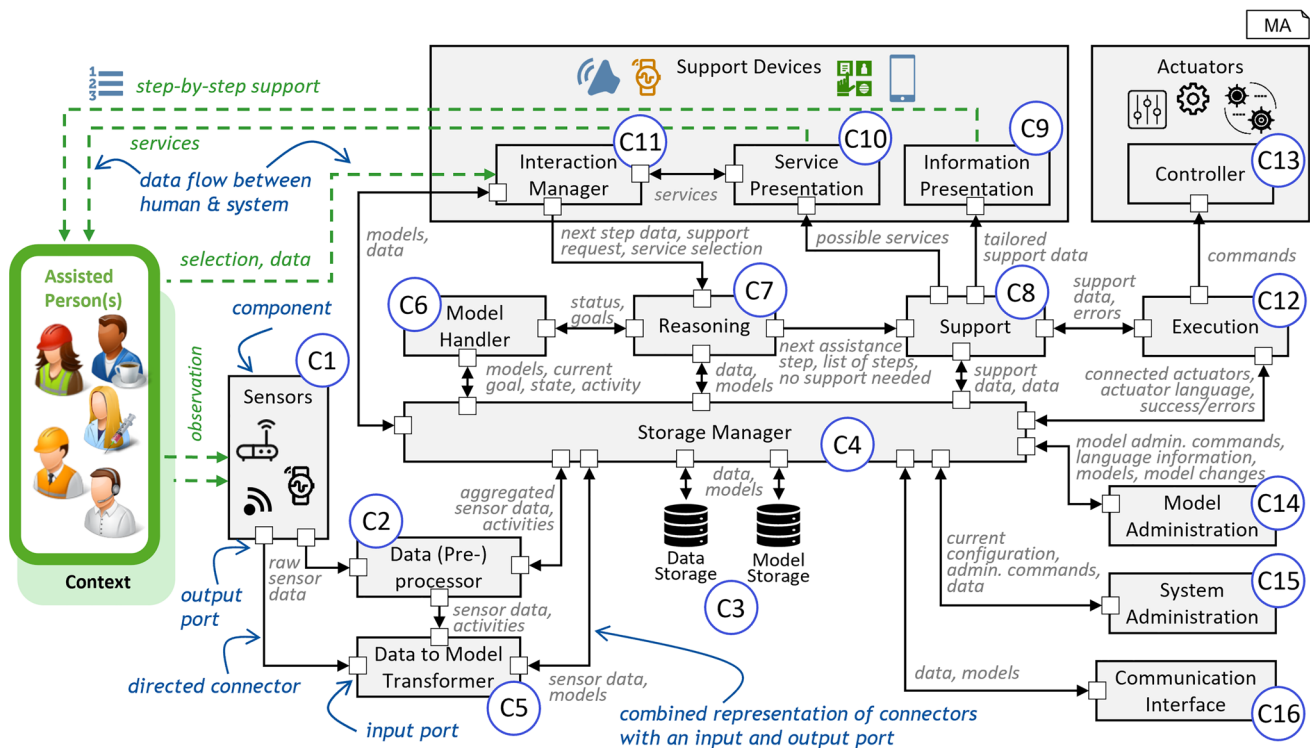 MA
Support Devices
Actuators
1
2
3
step-by-step support
services
data flow between
human & system
selection, data
C11
Interaction
Manager
services
C10
Service
Presentation
C9
Information
Presentation
C13
Controller
models,
data
next step data, support
request, service selection
possible services
tailored
support data
commands
Assisted
Person(s)
Context
observation
component
C1
Sensors
C6
Model
Handler
status,
goals
C7
Reasoning
next assistance
step, list of steps,
no support needed
C8
Support
support
data,
errors
C12
Execution
models, current
goal, state, activity
data,
models
support
data, data
connected actuators,
actuator language,
success/errors
Storage Manager
C4
model admin. commands,
language information,
models, model changes
C14
Model
Administration
aggregated
sensor data,
activities
data,
models
Data
Storage
Model
Storage
C3
C2
Data (Pre-)
processor
raw
sensor
data
output
port
sensor data,
activities
Data to Model
Transformer
C5
sensor data,
models
directed connector
input port
combined representation of connectors
with an input and output port
current
configuration,
admin. commands,
data
C15
System
Administration
data, models
Communication
Interface
C16